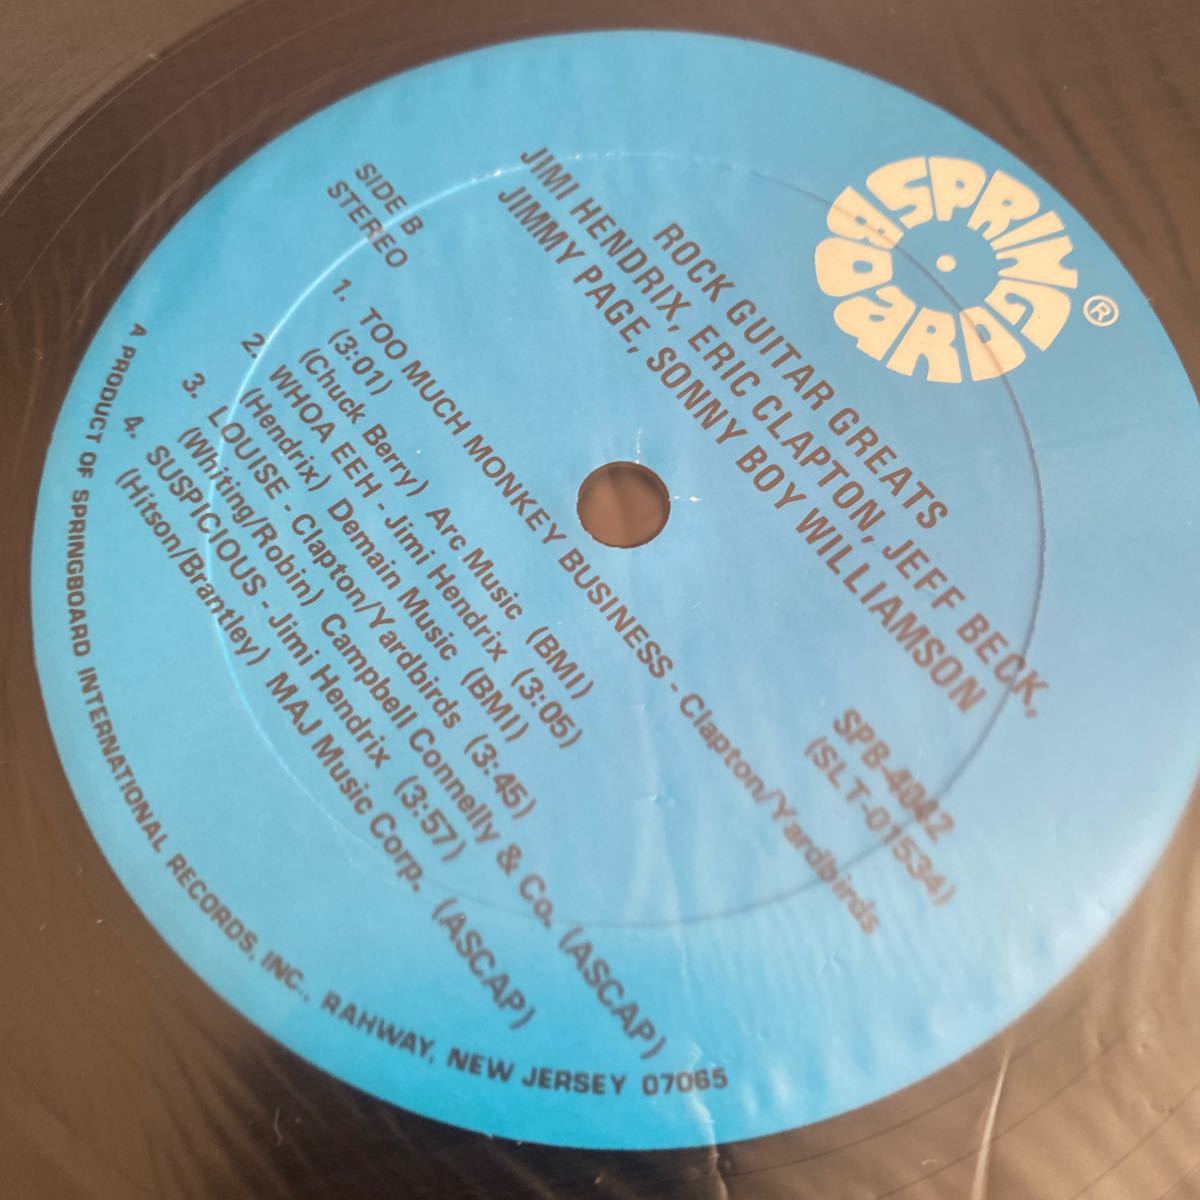 SPRINGBOARD ®
ROCK GUITAR GREATS
JIMI HENDRIX, ERIC CLAPTON, JEFF BECK,
JIMMY PAGE, SONNY BOY WILLIAMSON
SIDE B
STEREO
SPB-4042
(SLT-01534)
1. TOO MUCH MONKEY BUSINESS - Clapton/Yardbirds
(3:01)
(Chuck Berry) Arc Music (BMI)
2. WHOA EEH - Jimi Hendrix (3:05)
(Hendrix) Demain Music (BMI)
3. LOUISE - Clapton/Yardbirds (3:45)
(Whiting/Robin) Campbell Connelly & Co. (ASCAP)
4. SUSPICIOUS - Jimi Hendrix (3:57)
(Hitson/Brantley) MAJ Music Corp. (ASCAP)
A PRODUCT OF SPRINGBOARD INTERNATIONAL RECORDS, INC., RAHWAY, NEW JERSEY 07065